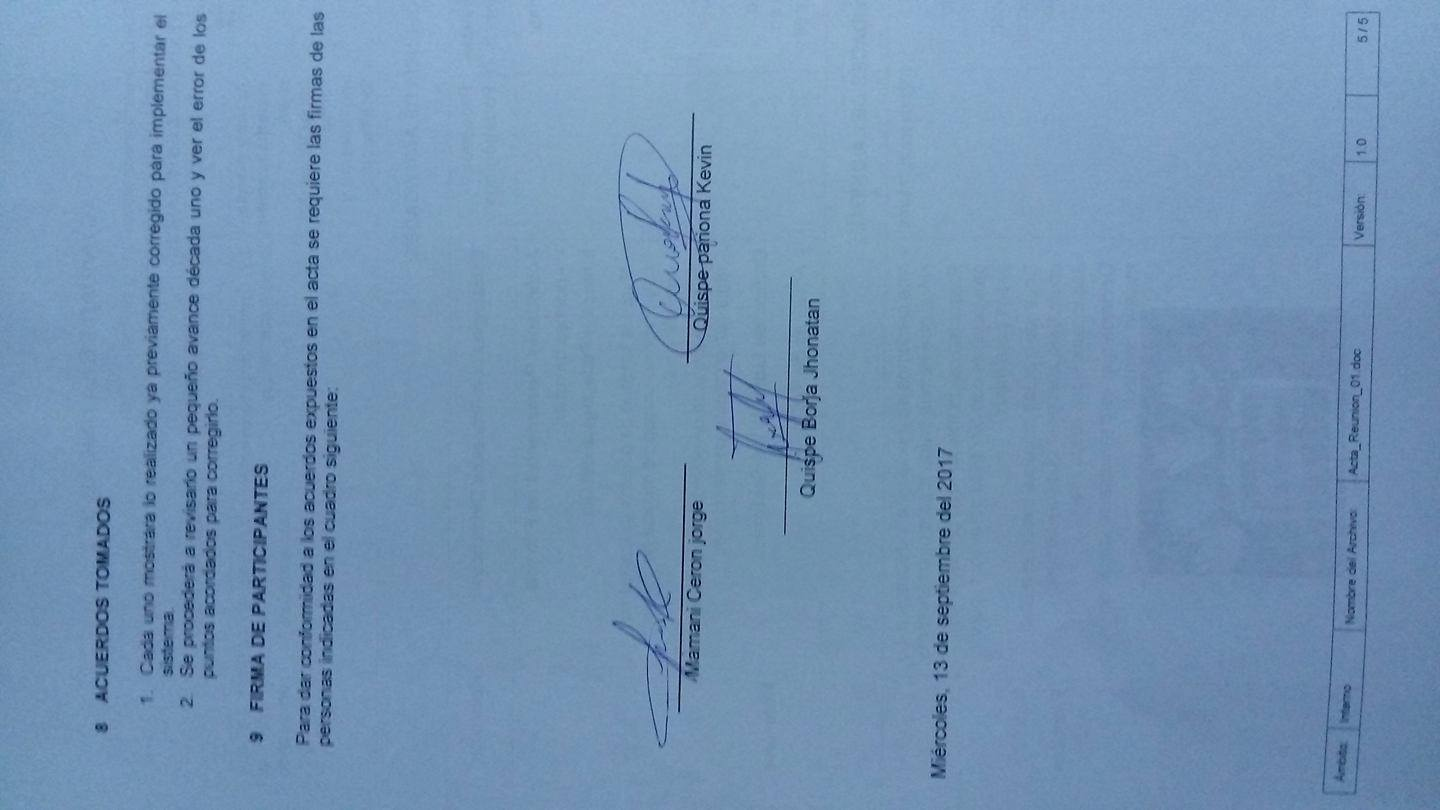 8 ACUERDOS TOMADOS
1. Cada uno mostrara lo realizado ya previamente corregido para implementar el
sistema.
2. Se procederá a revisarlo un pequeño avance década uno y ver el error de los
puntos acordados para corregirlo.
9 FIRMA DE PARTICIPANTES
Para dar conformidad a los acuerdos expuestos en el acta se requiere las firmas de las
personas indicadas en el cuadro siguiente:
Mamani Ceron jorge
Quispe pariona Kevin
Quispe Borja Jhonatan
Miércoles, 13 de septiembre del 2017
Ámbito: Interno Nombre del Archivo: Acta_Reunion_01.doc Versión: 1.0 5 / 5